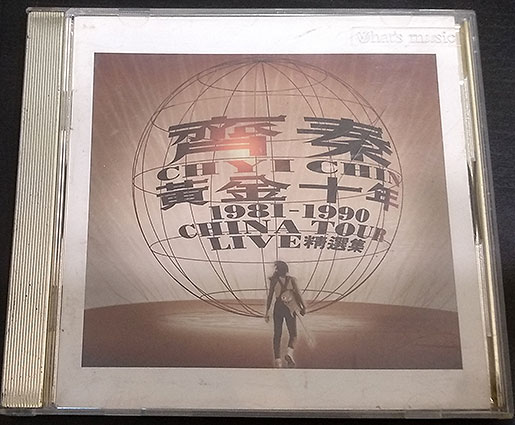 That's music
齊秦
CHYI CHIN
黃金十年
1981-1990
CHINA TOUR
LIVE精選集